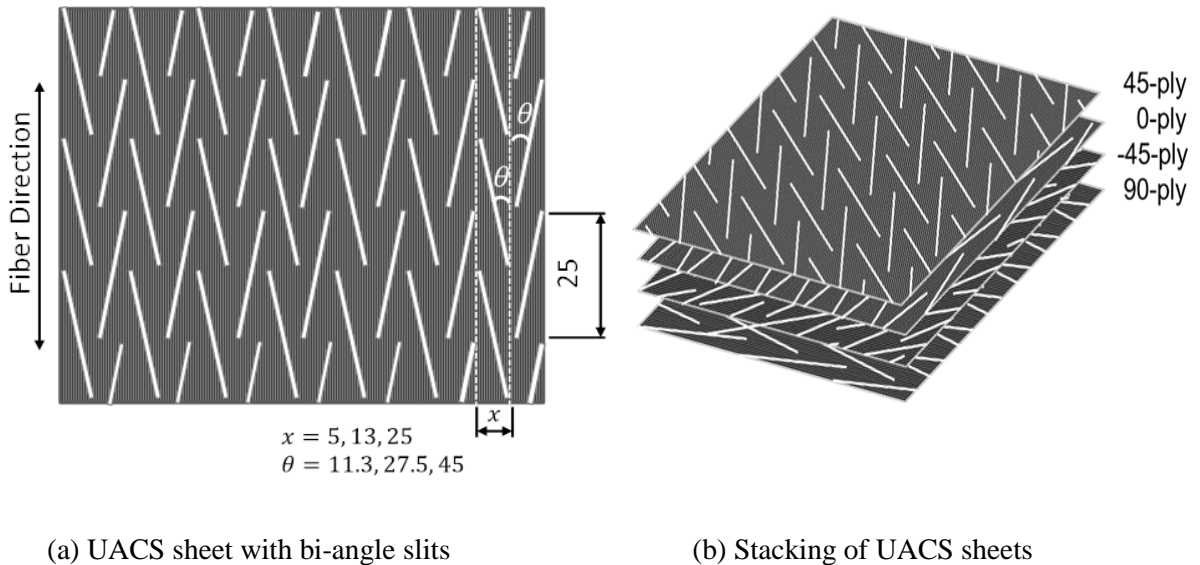 Fiber Direction
θ
θ
25
x
x = 5, 13, 25
θ = 11.3, 27.5, 45
45-ply
0-ply
-45-ply
90-ply
(a) UACS sheet with bi-angle slits
(b) Stacking of UACS sheets